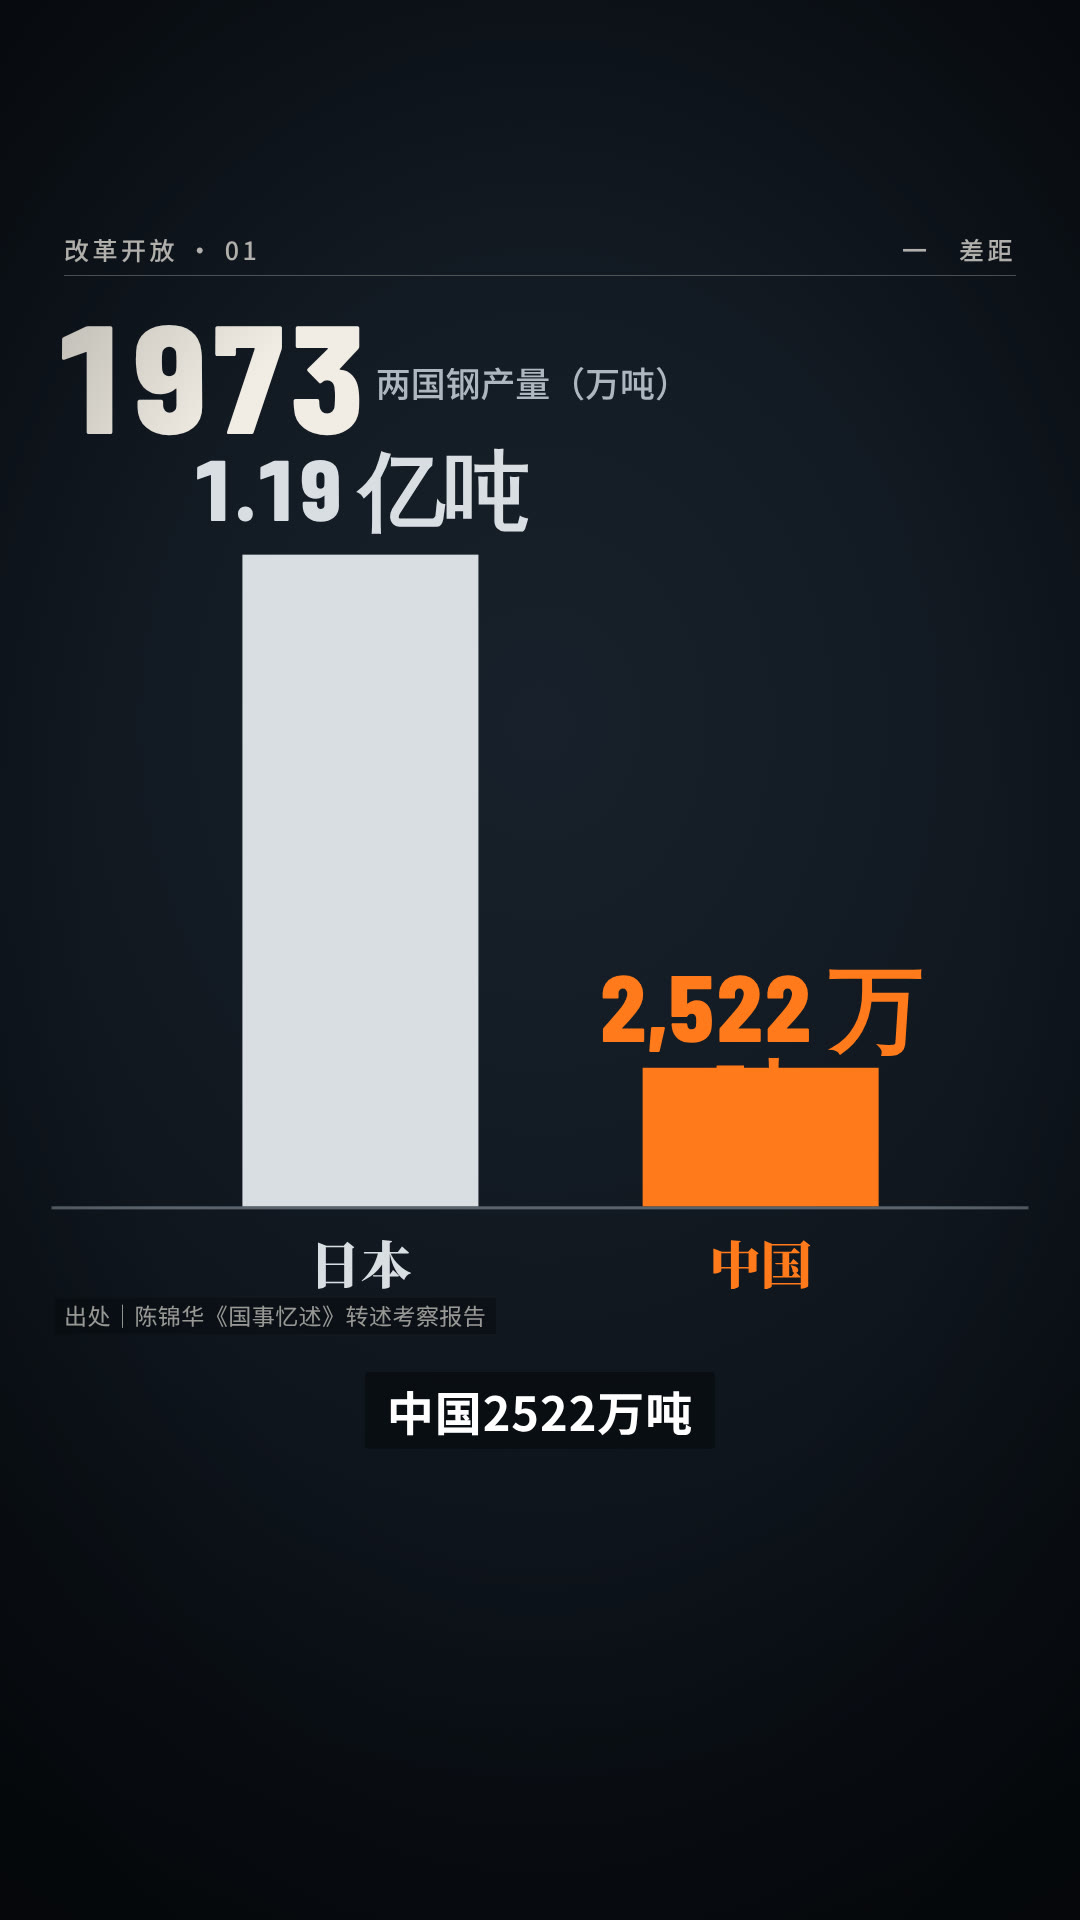 改革开放 · 01
一 差距
1973 两国钢产量（万吨）
1.19 亿吨
2,522 万
日本
中国
出处｜陈锦华《国事忆述》转述考察报告
中国2522万吨